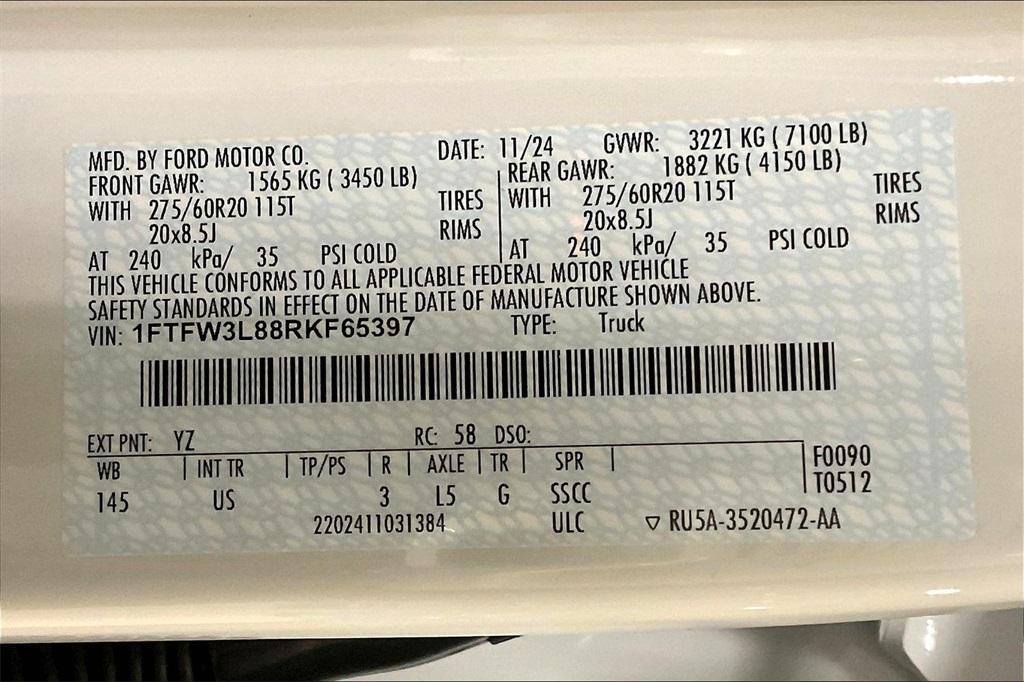 MFD. BY FORD MOTOR CO. DATE: 11/24 GVWR: 3221 KG ( 7100 LB)
FRONT GAWR: 1565 KG ( 3450 LB) REAR GAWR: 1882 KG ( 4150 LB)
WITH 275/60R20 115T TIRES WITH 275/60R20 115T TIRES
20x8.5J RIMS 20x8.5J RIMS
AT 240 kPa/ 35 PSI COLD AT 240 kPa/ 35 PSI COLD
THIS VEHICLE CONFORMS TO ALL APPLICABLE FEDERAL MOTOR VEHICLE
SAFETY STANDARDS IN EFFECT ON THE DATE OF MANUFACTURE SHOWN ABOVE.
VIN: 1FTFW3L88RKF65397 TYPE: Truck
EXT PNT: YZ RC: 58 DSO:
WB INT TR TP/PS R AXLE TR SPR F0090
145 US 3 L5 G SSCC T0512
2202411031384 ULC ▽ RU5A-3520472-AA